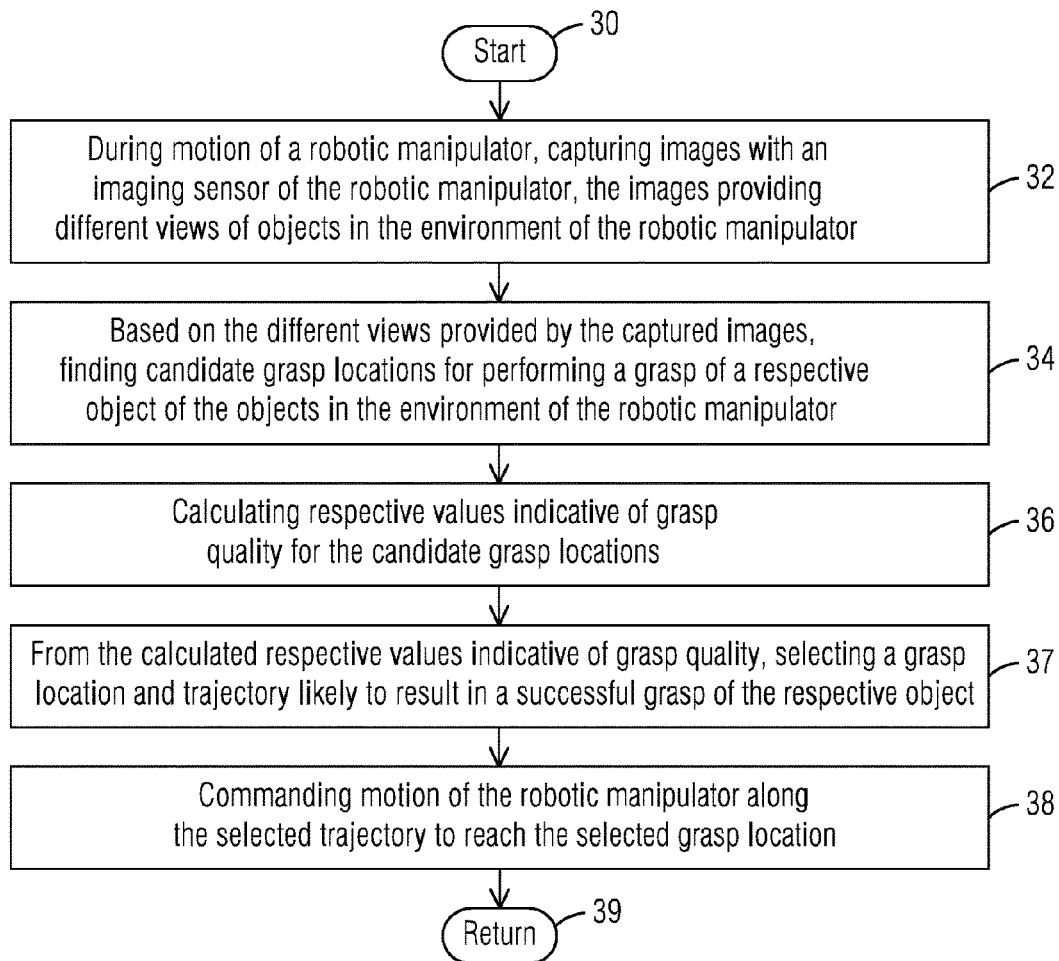 Start
30
During motion of a robotic manipulator, capturing images with an
imaging sensor of the robotic manipulator, the images providing
different views of objects in the environment of the robotic manipulator
32
Based on the different views provided by the captured images,
finding candidate grasp locations for performing a grasp of a respective
object of the objects in the environment of the robotic manipulator
34
Calculating respective values indicative of grasp
quality for the candidate grasp locations
36
From the calculated respective values indicative of grasp quality, selecting a grasp
location and trajectory likely to result in a successful grasp of the respective object
37
Commanding motion of the robotic manipulator along
the selected trajectory to reach the selected grasp location
38
Return
39